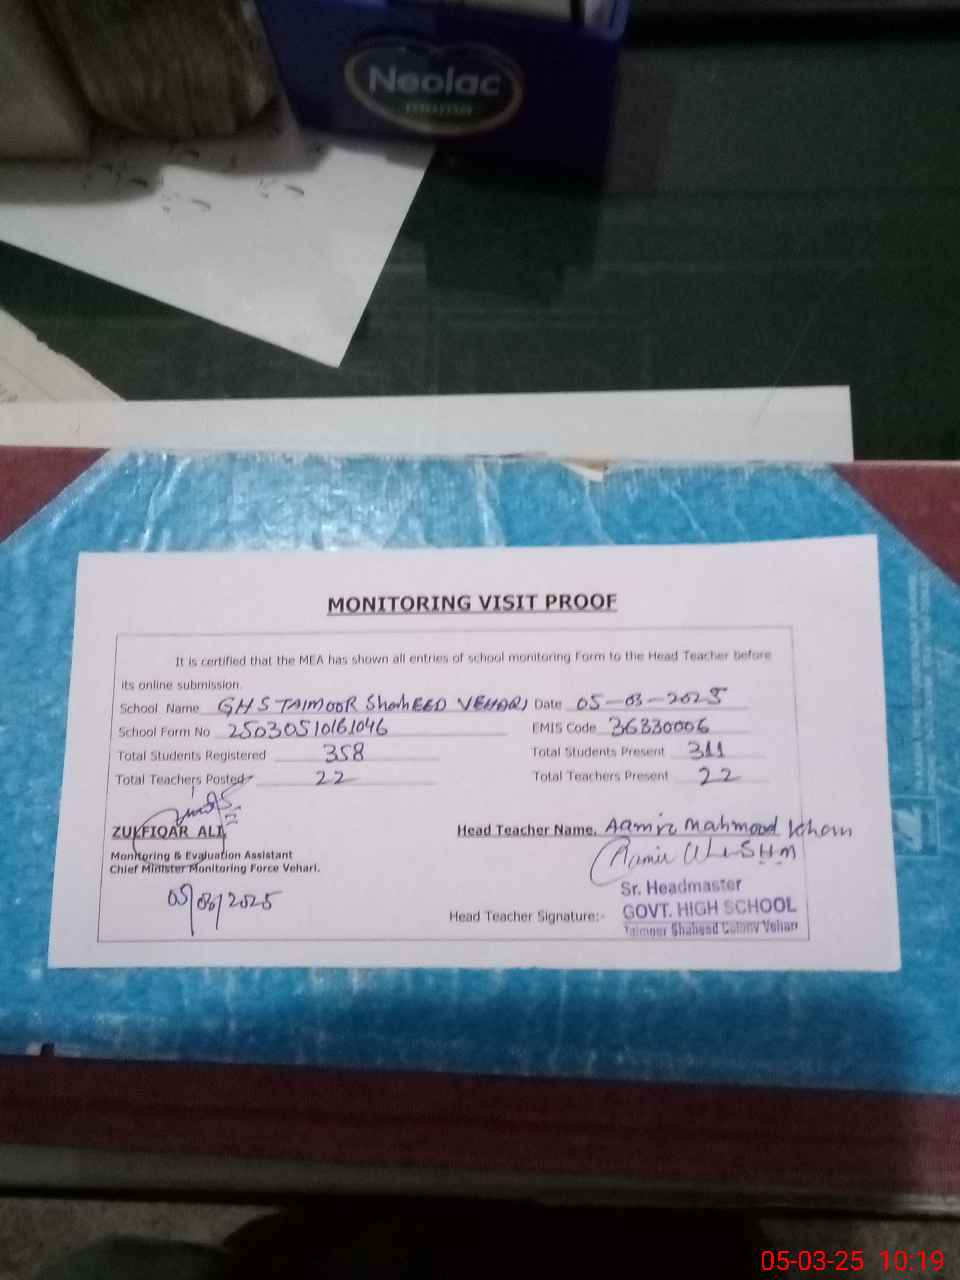 Neolac
mama
MONITORING VISIT PROOF
It is certified that the MEA has shown all entries of school monitoring Form to the Head Teacher before
its online submission.
School Name GHS TAIMOOR ShaHEED VEHARI Date 05-03-2025
School Form No 25030510161046 EMIS Code 36330006
Total Students Registered 358 Total Students Present 311
Total Teachers Posted 22 Total Teachers Present 22
ZULFIQAR ALI Head Teacher Name. Aamir Mahmood Khan
Monitoring & Evaluation Assistant
Chief Minister Monitoring Force Vehari.
SHM
Sr. Headmaster
05/03/2025 Head Teacher Signature:- GOVT. HIGH SCHOOL
Taimoor Shaheed Colony Vehari
05-03-25 10:19